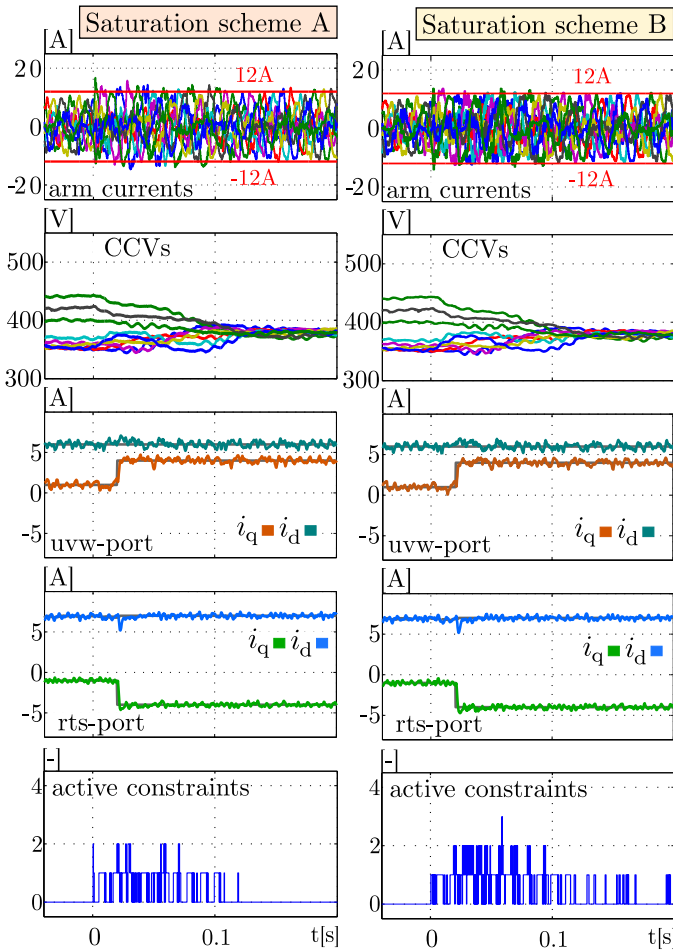 Saturation scheme A
Saturation scheme B
[A]
[A]
20
0
-20
12A
-12A
arm currents
20
0
-20
12A
-12A
arm currents
[V]
[V]
500
400
300
CCVs
500
400
300
CCVs
[A]
[A]
5
0
-5
iq id
uvw-port
5
0
-5
iq id
uvw-port
[A]
[A]
5
0
-5
iq id
rts-port
5
0
-5
iq id
rts-port
[-]
[-]
4
2
0
active constraints
4
2
0
active constraints
0 0.1 t[s]
0 0.1 t[s]